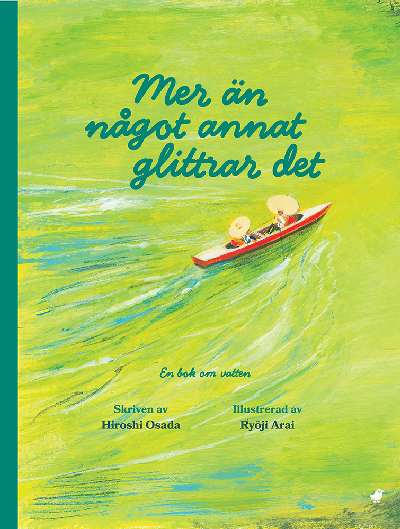 Mer än
något annat
glittrar det
En bok om vatten
Skriven av
Hiroshi Osada
Illustrerad av
Ryōji Arai